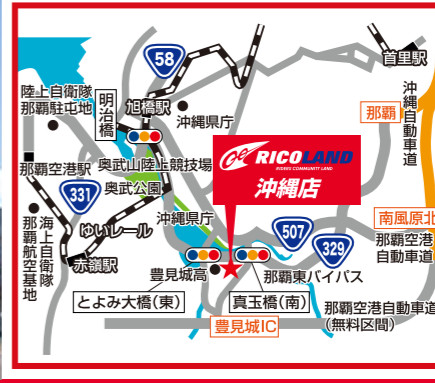 58
首里駅
陸上自衛隊
那覇駐屯地
明治橋
旭橋駅
沖縄県庁
那覇
沖縄自動車道
RICOLAND
RIDERS COMMUNITY LAND
沖縄店
那覇空港駅
奥武山陸上競技場
奥武公園
331
ゆいレール
沖縄県庁
507
329
南風原北
那覇空港
自動車道
海上自衛隊
那覇航空基地
赤嶺駅
豊見城高
那覇東バイパス
とよみ大橋(東)
真玉橋(南)
豊見城IC
那覇空港自動車道
(無料区間)